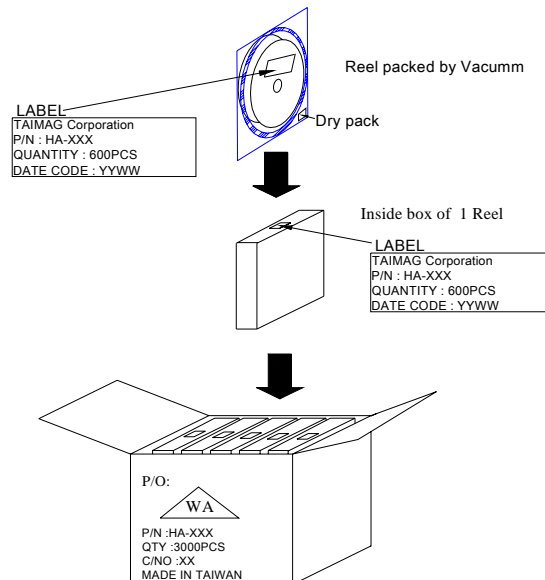 Reel packed by Vacumm
LABEL
TAIMAG Corporation
P/N : HA-XXX
QUANTITY : 600PCS
DATE CODE : YYWW
Dry pack
Inside box of 1 Reel
LABEL
TAIMAG Corporation
P/N : HA-XXX
QUANTITY : 600PCS
DATE CODE : YYWW
P/O:
WA
P/N :HA-XXX
QTY :3000PCS
C/NO :XX
MADE IN TAIWAN